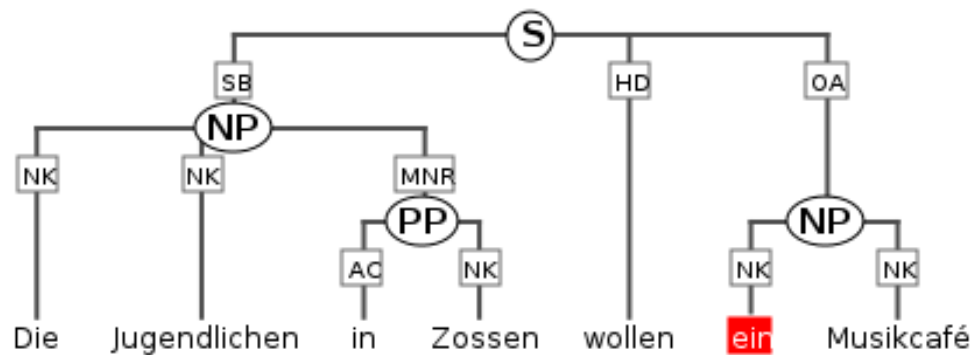 S
SB HD OA
NP
NK NK MNR
PP NP
AC NK NK NK
Die Jugendlichen in Zossen wollen ein Musikcafé